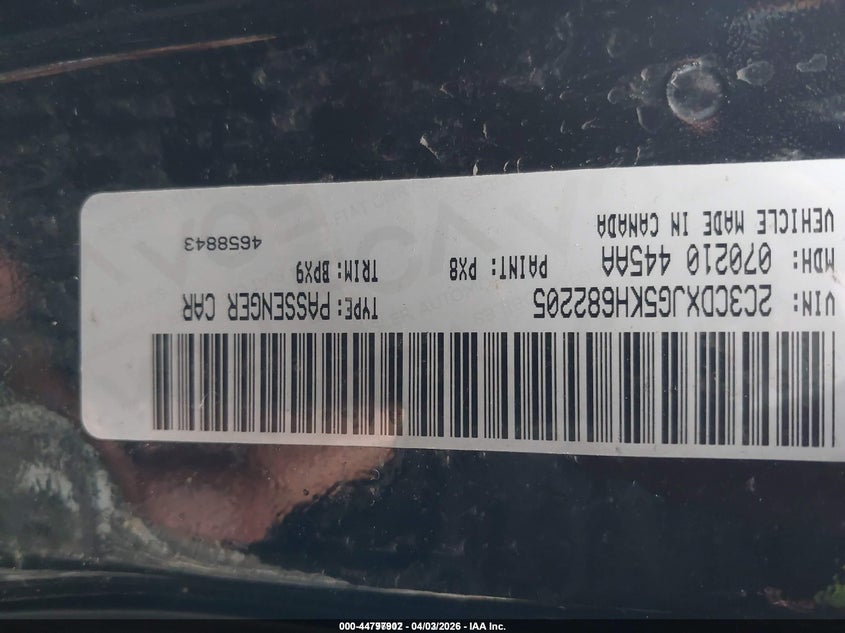 VIN: 2C3CDXJG5KH682205 TYPE: PASSENGER CAR
MDH: 070210 445AA PAINT: PX8 TRIM: BPX9
VEHICLE MADE IN CANADA 4658843
- 04/03/2026 - IAA Inc.